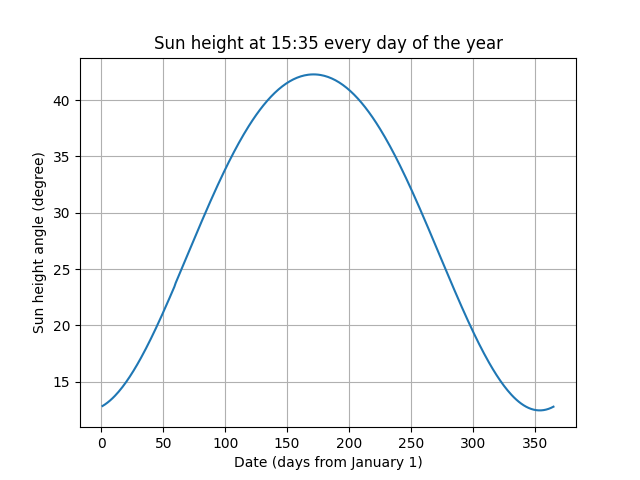 Sun height at 15:35 every day of the year
Sun height angle (degree)
40
35
30
25
20
15
0 50 100 150 200 250 300 350
Date (days from January 1)